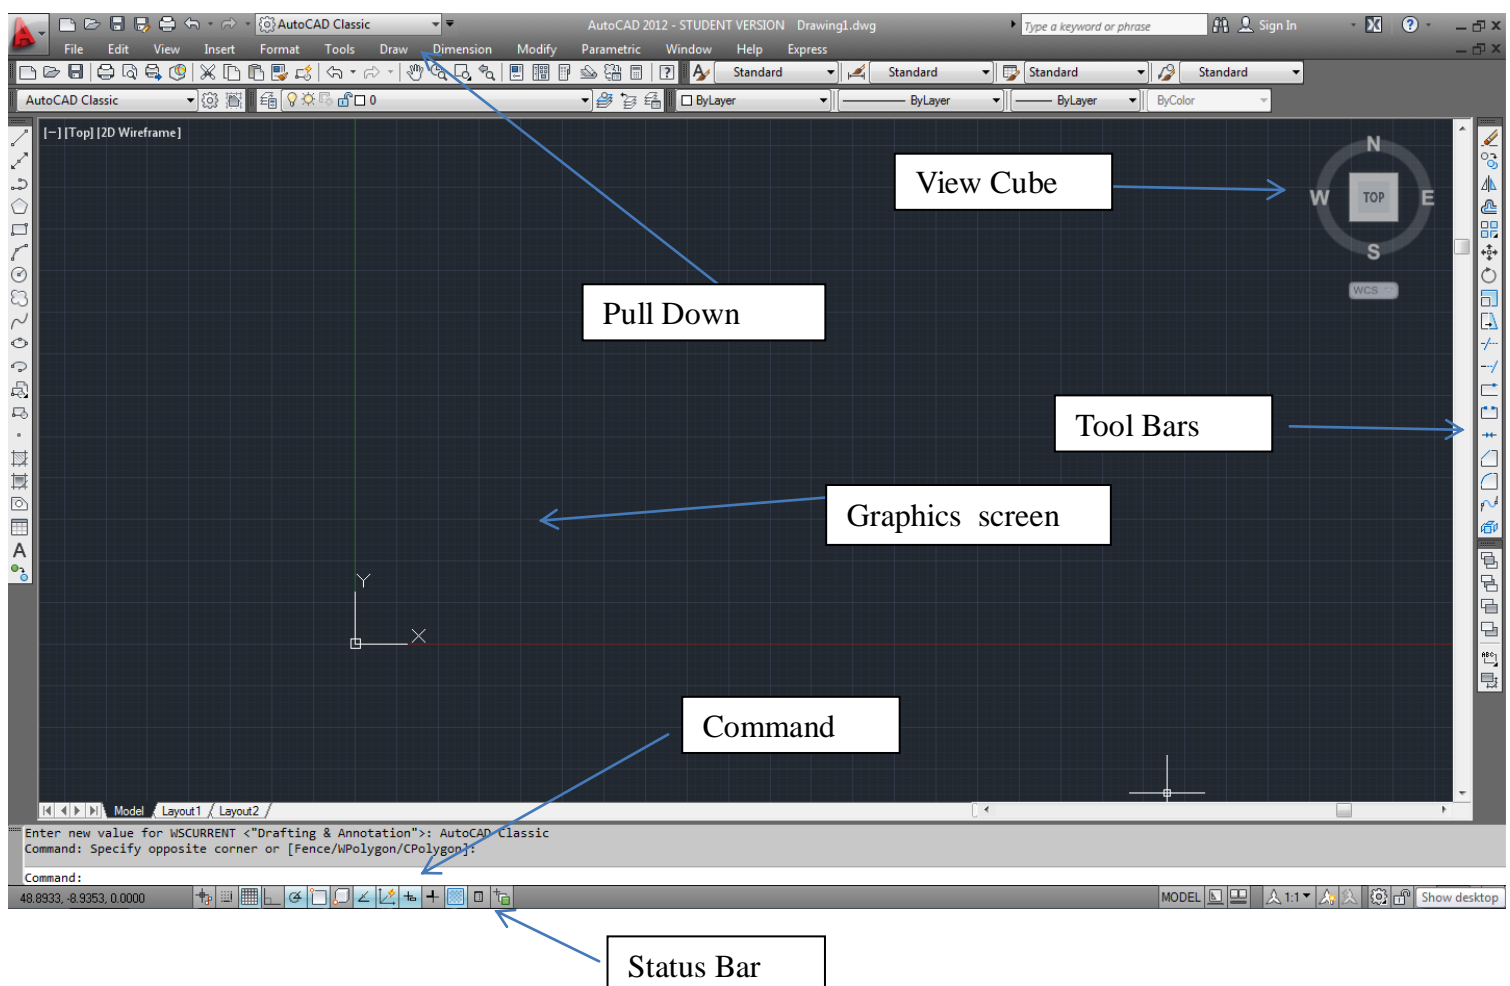 AutoCAD Classic
AutoCAD 2012 - STUDENT VERSION Drawing1.dwg
Type a keyword or phrase
Sign In
File Edit View Insert Format Tools Draw Dimension Modify Parametric Window Help Express
Standard Standard Standard Standard
AutoCAD Classic 0 ByLayer ByLayer ByLayer ByColor
[−] [Top] [2D Wireframe]
N
View Cube
W TOP E
S
WCS
Pull Down
Tool Bars
Graphics screen
A
Y
X
ABC
Command
Model Layout1 Layout2
Enter new value for WSCURRENT <"Drafting & Annotation">: AutoCAD Classic
Command: Specify opposite corner or [Fence/WPolygon/CPolygon]:
Command:
48.8933, -8.9353, 0.0000 MODEL 1:1 Show desktop
Status Bar